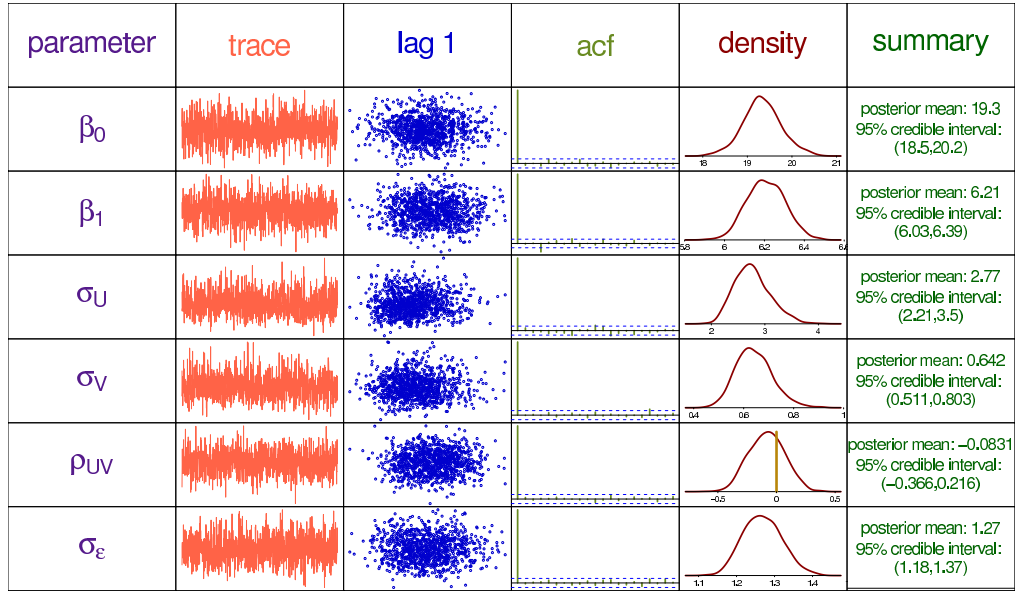 parameter trace lag 1 acf density summary
β0
18 19 20 21
posterior mean: 19.3
95% credible interval:
(18.5,20.2)
β1
5.8 6 6.2 6.4
posterior mean: 6.21
95% credible interval:
(6.03,6.39)
σU
2 3 4
posterior mean: 2.77
95% credible interval:
(2.21,3.5)
σV
0.4 0.6 0.8 1
posterior mean: 0.642
95% credible interval:
(0.511,0.803)
ρUV
−0.5 0 0.5
posterior mean: −0.0831
95% credible interval:
(−0.366,0.216)
σε
1.1 1.2 1.3 1.4
posterior mean: 1.27
95% credible interval:
(1.18,1.37)